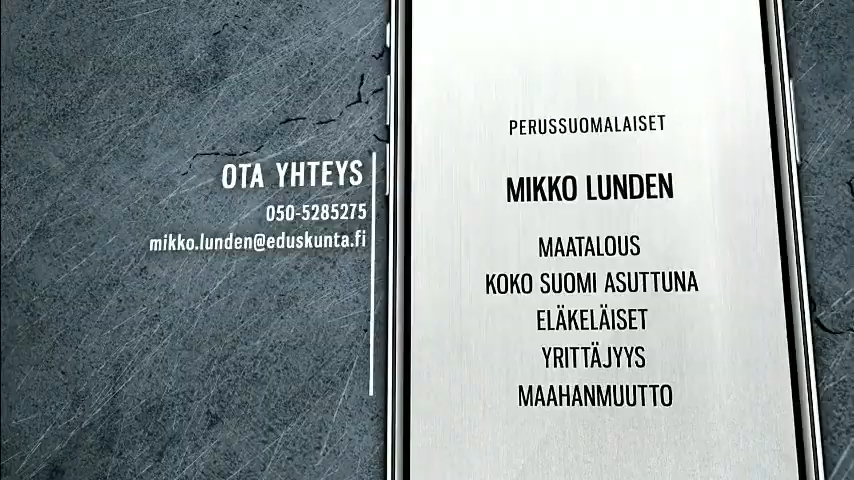 OTA YHTEYS
050-5285275
mikko.lunden@eduskunta.fi
PERUSSUOMALAISET
MIKKO LUNDEN
MAATALOUS
KOKO SUOMI ASUTTUNA
ELÄKELÄISET
YRITTÄJYYS
MAAHANMUUTTO